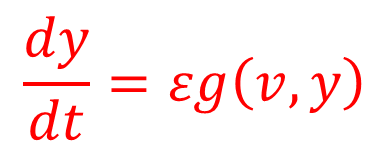 dy/dt = εg(v, y)